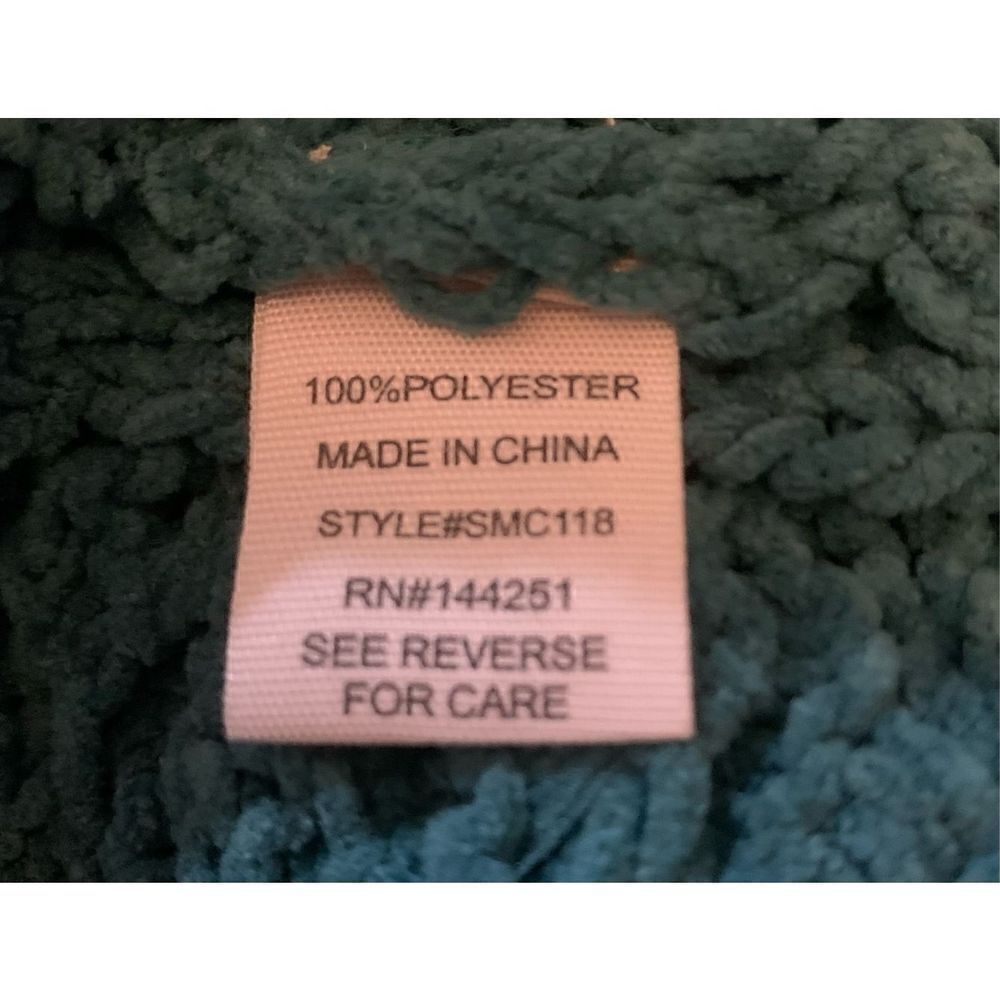 100%POLYESTER
MADE IN CHINA
STYLE#SMC118
RN#144251
SEE REVERSE
FOR CARE